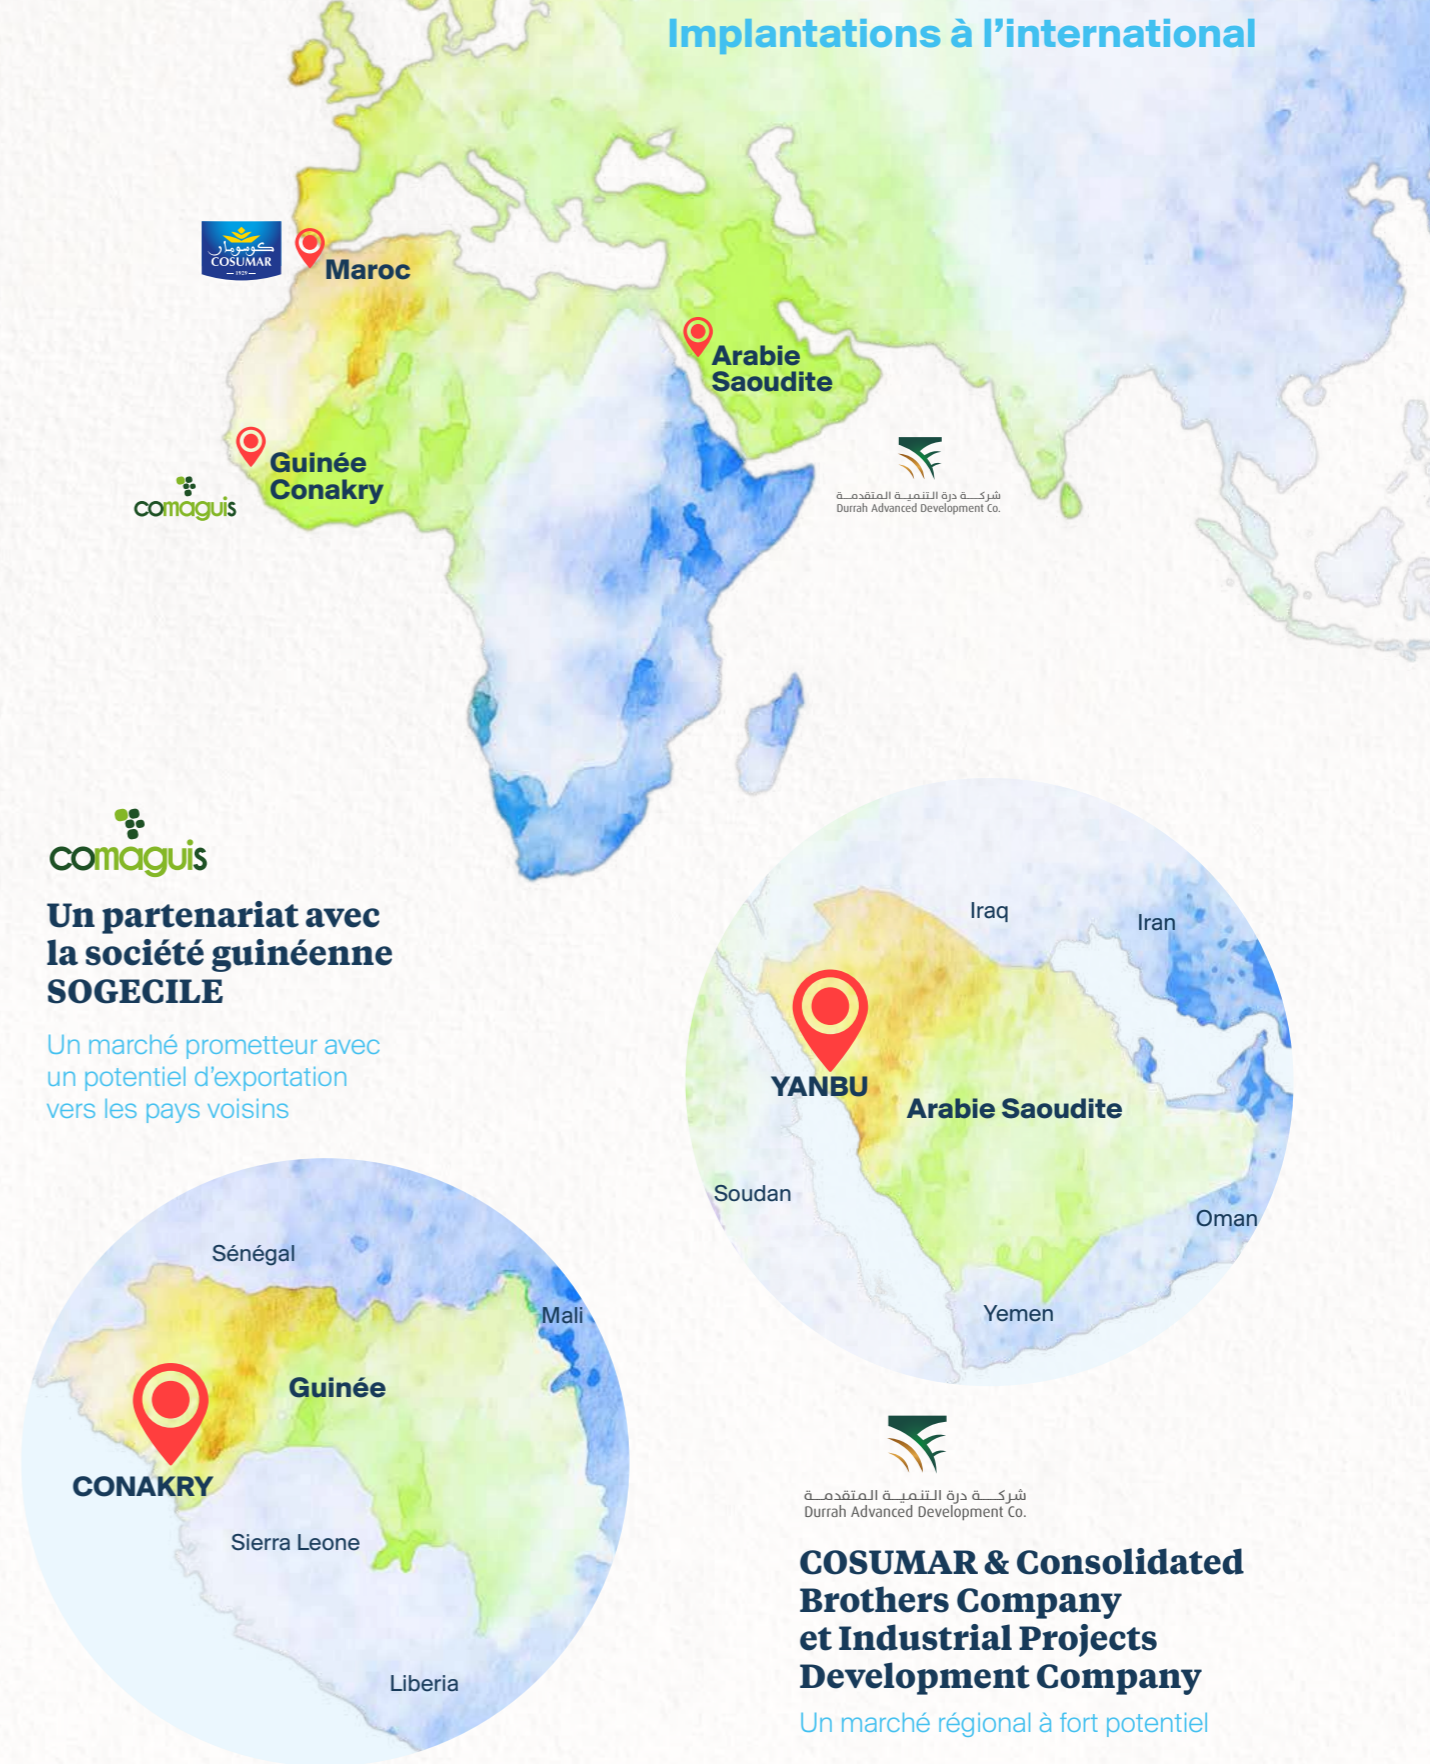 Implantations à l'international
كوسومار
COSUMAR
1929
Maroc
Arabie
Saoudite
Guinée
Conakry
comaguis
شركة درة التنمية المتقدمة
Durrah Advanced Development Co.
comaguis
Un partenariat avec
la société guinéenne
SOGECILE
Un marché prometteur avec
un potentiel d'exportation
vers les pays voisins
Iraq
Iran
YANBU
Arabie Saoudite
Soudan
Oman
Yemen
Sénégal
Mali
Guinée
CONAKRY
Sierra Leone
Liberia
شركة درة التنمية المتقدمة
Durrah Advanced Development Co.
COSUMAR & Consolidated
Brothers Company
et Industrial Projects
Development Company
Un marché régional à fort potentiel